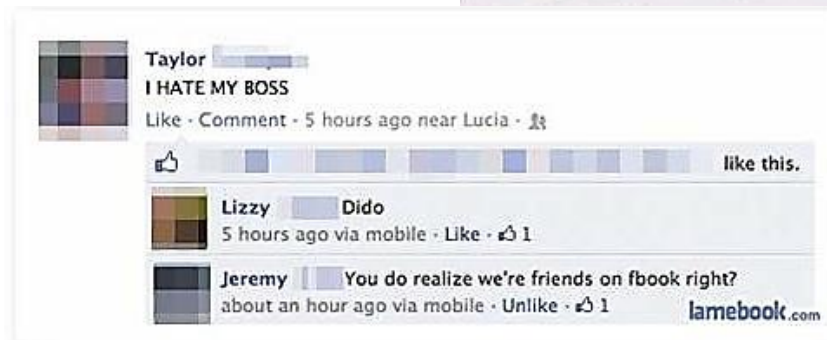 Taylor
I HATE MY BOSS
Like · Comment · 5 hours ago near Lucia ·
like this.
Lizzy Dido
5 hours ago via mobile · Like · 1
Jeremy You do realize we're friends on fbook right?
about an hour ago via mobile · Unlike · 1
lamebook.com